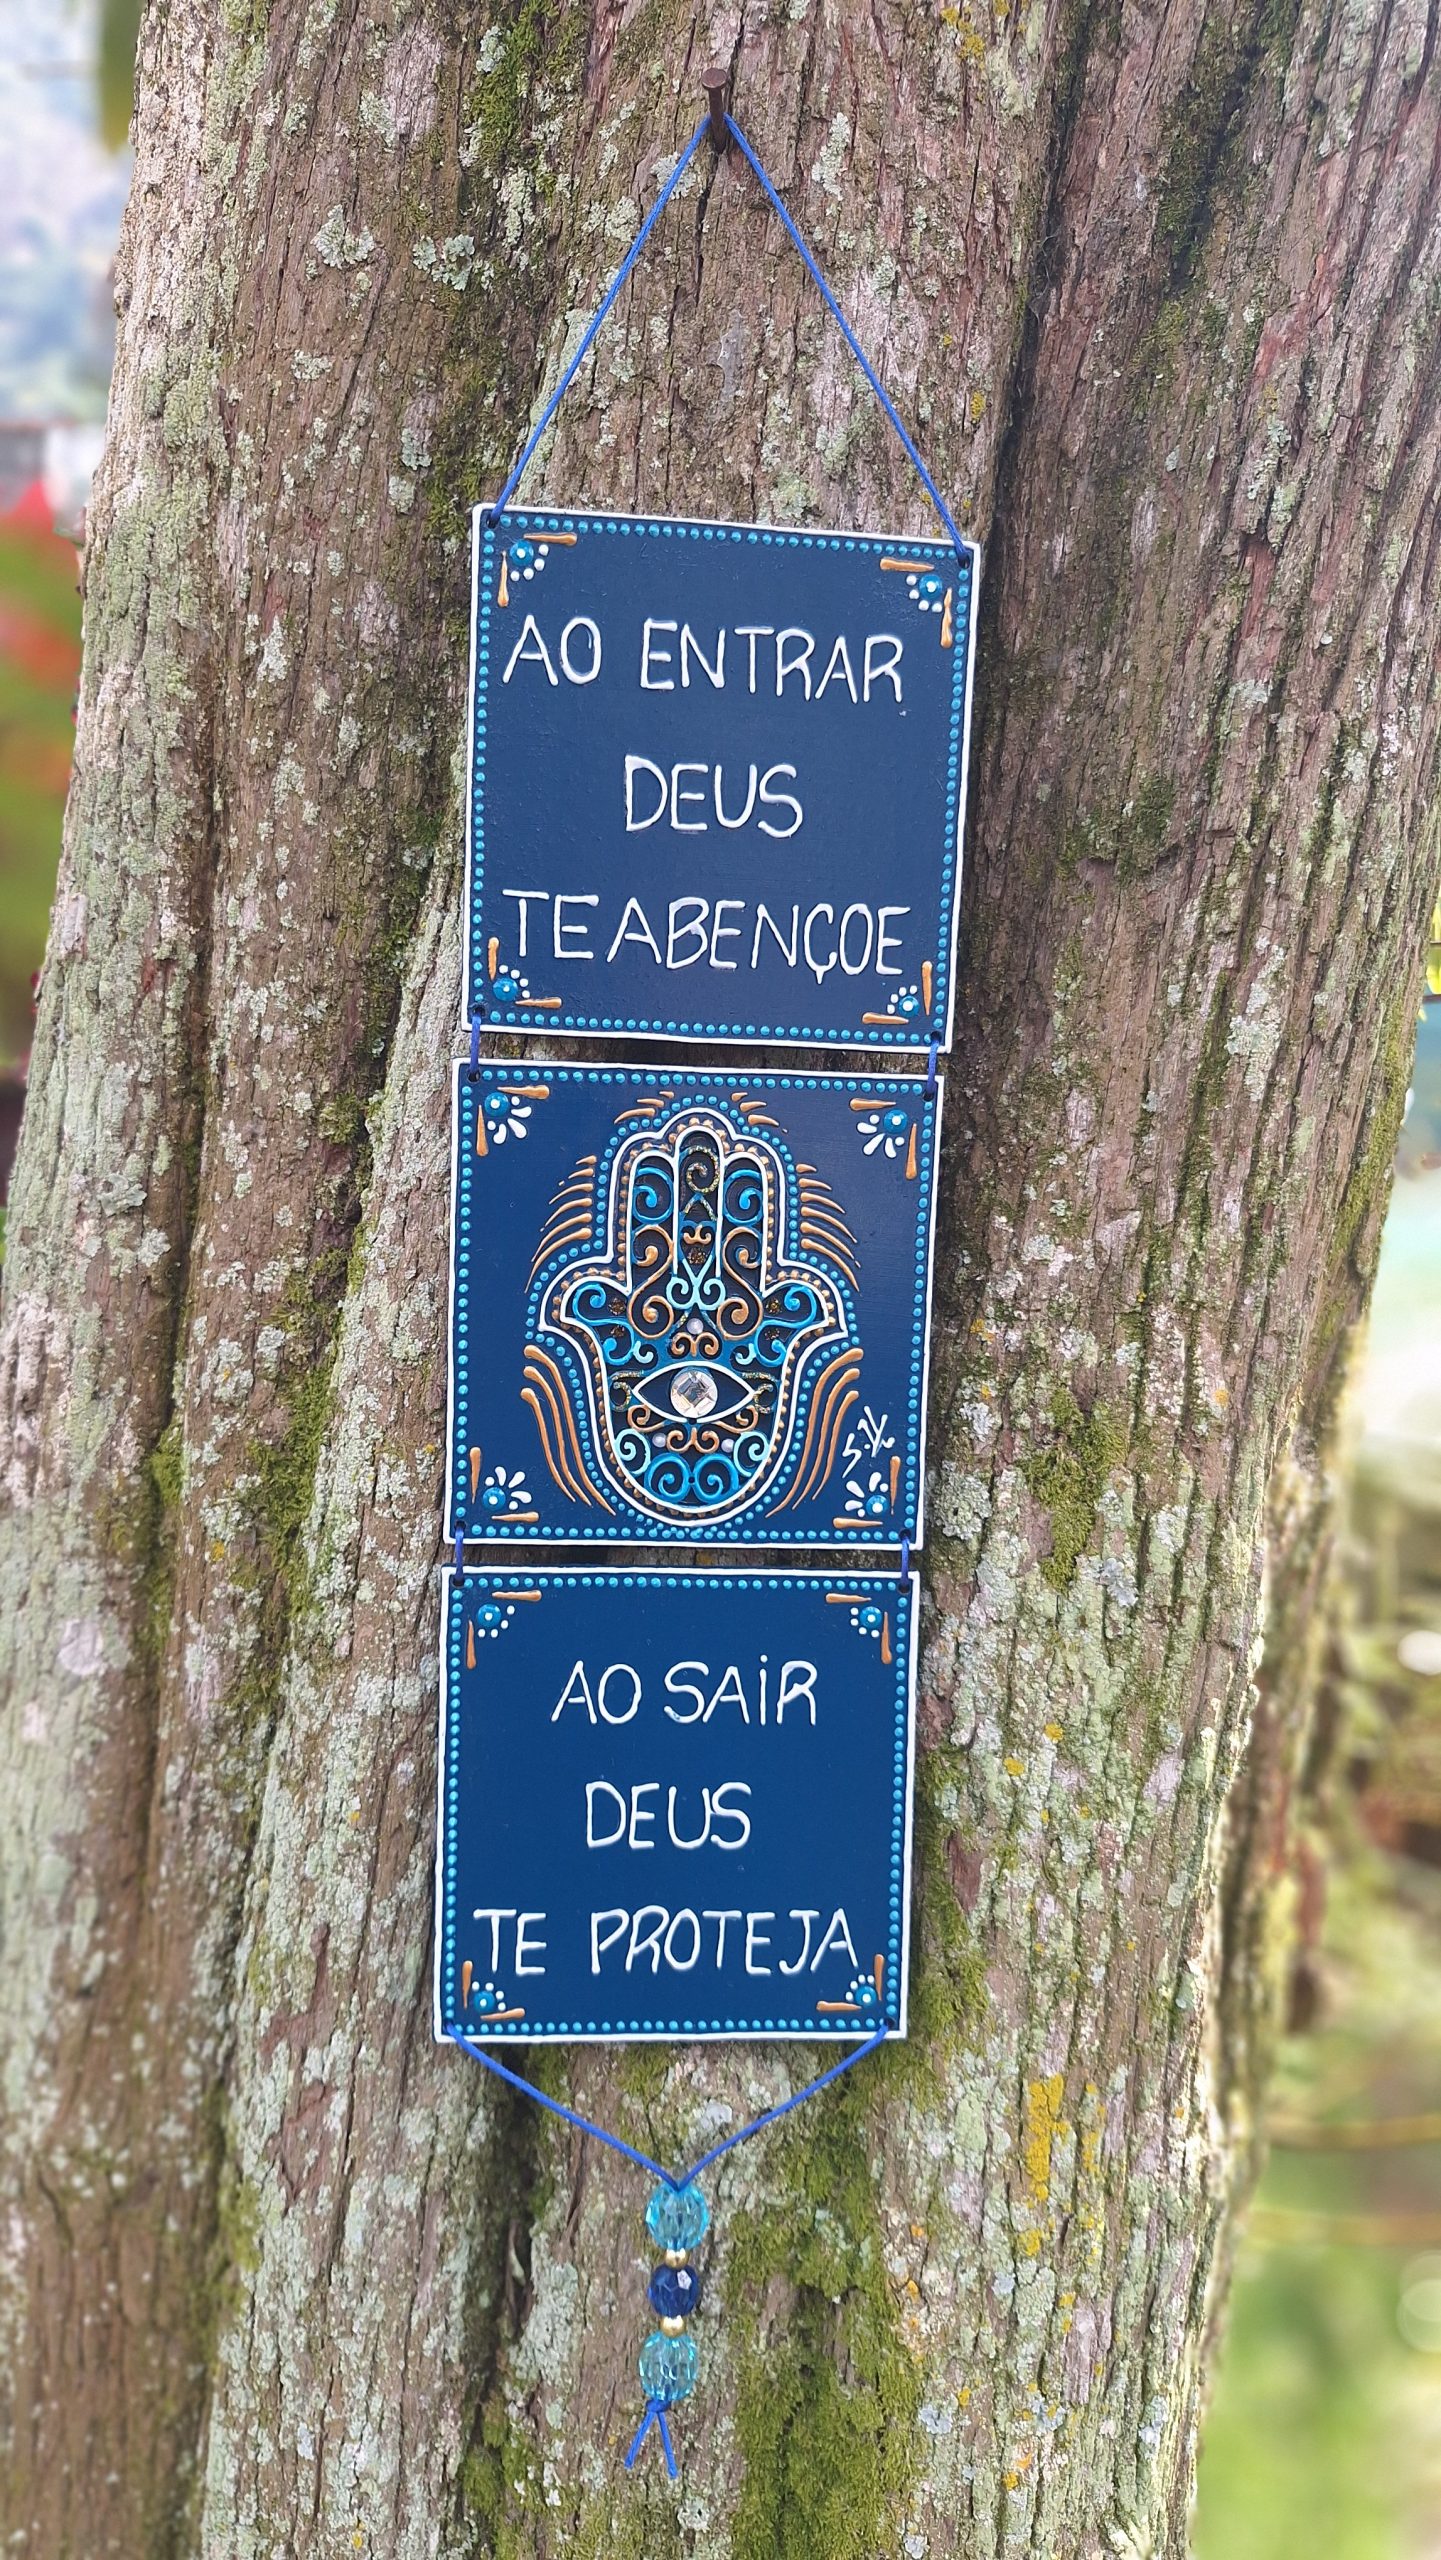 AO ENTRAR
DEUS
TE ABENÇOE
AO SAIR
DEUS
TE PROTEJA